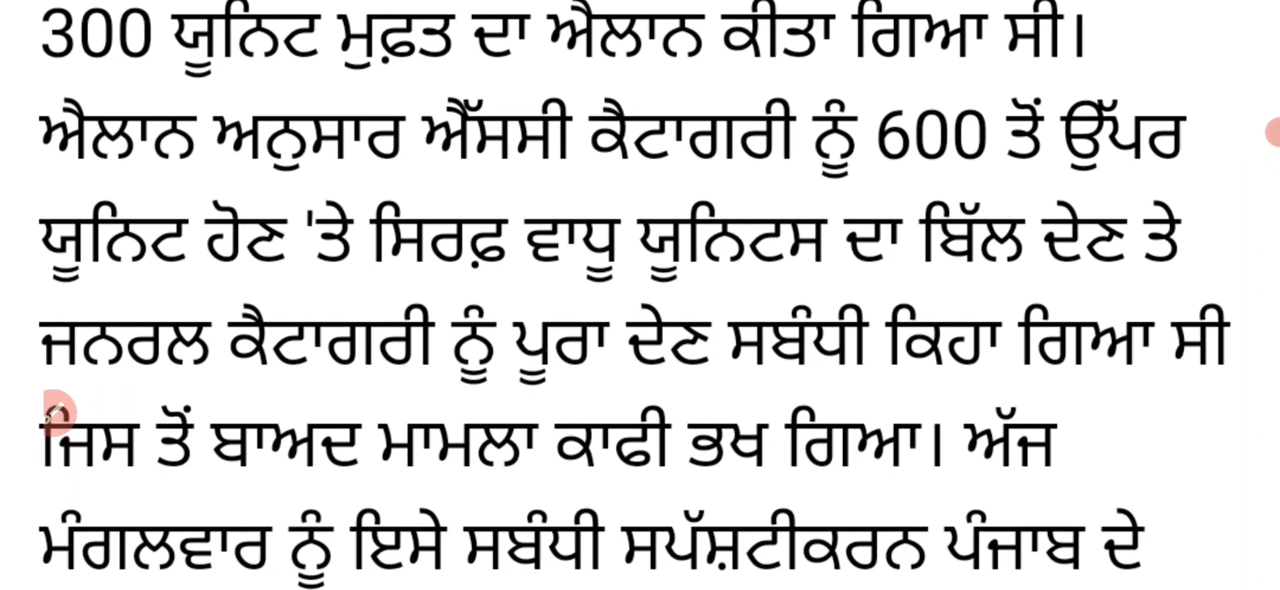 300 ਯੂਨਿਟ ਮੁਫ਼ਤ ਦਾ ਐਲਾਨ ਕੀਤਾ ਗਿਆ ਸੀ।
ਐਲਾਨ ਅਨੁਸਾਰ ਐੱਸਸੀ ਕੈਟਾਗਰੀ ਨੂੰ 600 ਤੋਂ ਉੱਪਰ
ਯੂਨਿਟ ਹੋਣ 'ਤੇ ਸਿਰਫ਼ ਵਾਧੂ ਯੂਨਿਟਸ ਦਾ ਬਿੱਲ ਦੇਣ ਤੇ
ਜਨਰਲ ਕੈਟਾਗਰੀ ਨੂੰ ਪੂਰਾ ਦੇਣ ਸਬੰਧੀ ਕਿਹਾ ਗਿਆ ਸੀ
ਜਿਸ ਤੋਂ ਬਾਅਦ ਮਾਮਲਾ ਕਾਫੀ ਭਖ ਗਿਆ। ਅੱਜ
ਮੰਗਲਵਾਰ ਨੂੰ ਇਸੇ ਸਬੰਧੀ ਸਪੱਸ਼ਟੀਕਰਨ ਪੰਜਾਬ ਦੇ